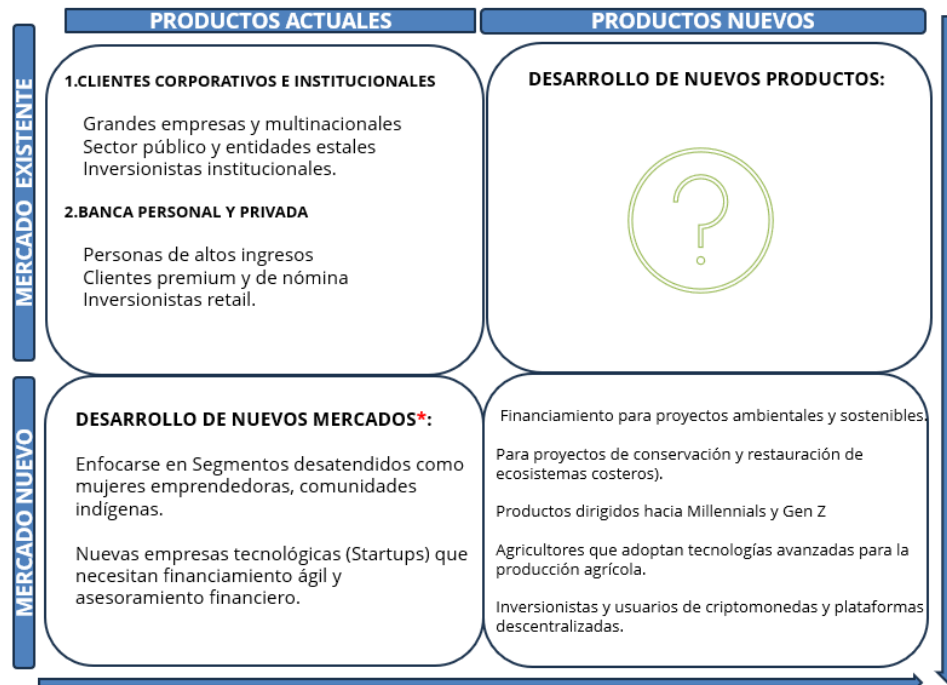 PRODUCTOS ACTUALES
PRODUCTOS NUEVOS
MERCADO EXISTENTE
1.CLIENTES CORPORATIVOS E INSTITUCIONALES
Grandes empresas y multinacionales
Sector público y entidades estales
Inversionistas institucionales.
2.BANCA PERSONAL Y PRIVADA
Personas de altos ingresos
Clientes premium y de nómina
Inversionistas retail.
DESARROLLO DE NUEVOS PRODUCTOS:
?
MERCADO NUEVO
DESARROLLO DE NUEVOS MERCADOS*:
Enfocarse en Segmentos desatendidos como
mujeres emprendedoras, comunidades
indígenas.
Nuevas empresas tecnológicas (Startups) que
necesitan financiamiento ágil y
asesoramiento financiero.
Financiamiento para proyectos ambientales y sostenibles.
Para proyectos de conservación y restauración de
ecosistemas costeros).
Productos dirigidos hacia Millennials y Gen Z
Agricultores que adoptan tecnologías avanzadas para la
producción agrícola.
Inversionistas y usuarios de criptomonedas y plataformas
descentralizadas.